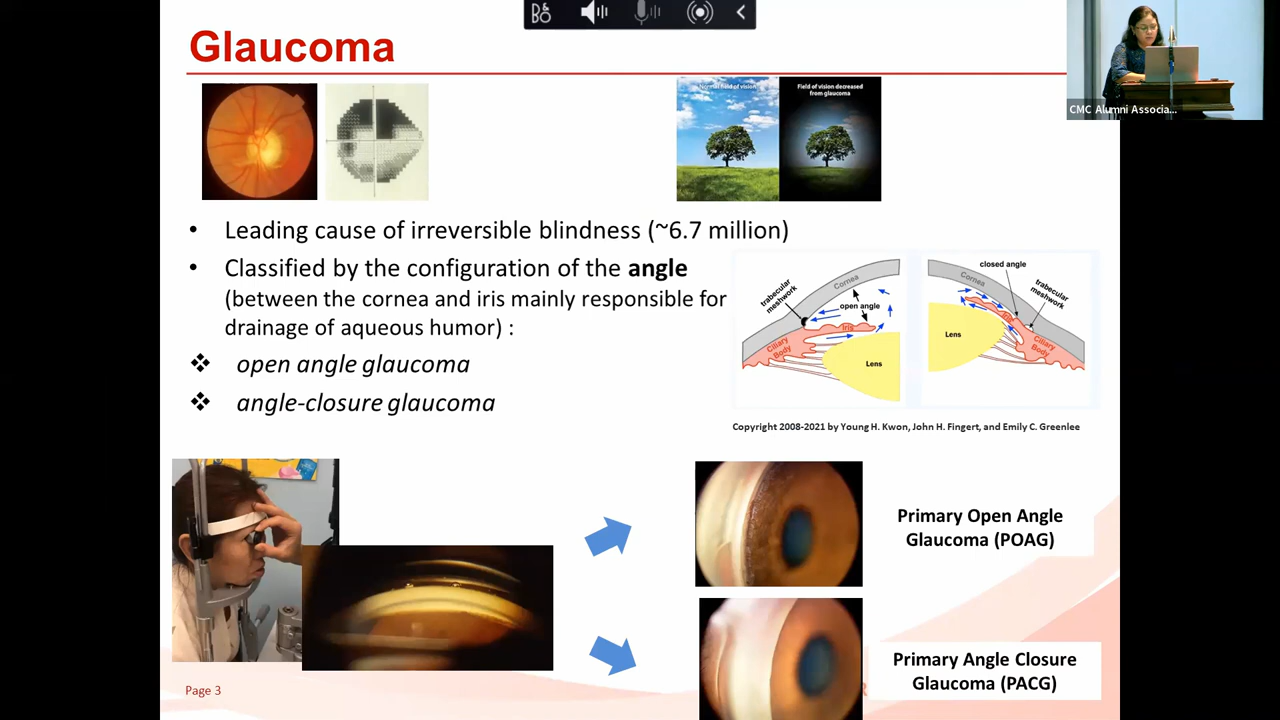 Glaucoma
CMC Alumni Associa...
Normal field of vision
Field of vision decreased
from glaucoma
• Leading cause of irreversible blindness (~6.7 million)
• Classified by the configuration of the angle
(between the cornea and iris mainly responsible for
drainage of aqueous humor) :
❖ open angle glaucoma
❖ angle-closure glaucoma
trabecular
meshwork
Cornea
open angle
Iris
Ciliary
Body
Lens
closed angle
Cornea
trabecular
meshwork
Iris
Lens
Ciliary
Body
Copyright 2008-2021 by Young H. Kwon, John H. Fingert, and Emily C. Greenlee
Primary Open Angle
Glaucoma (POAG)
Primary Angle Closure
Glaucoma (PACG)
Page 3